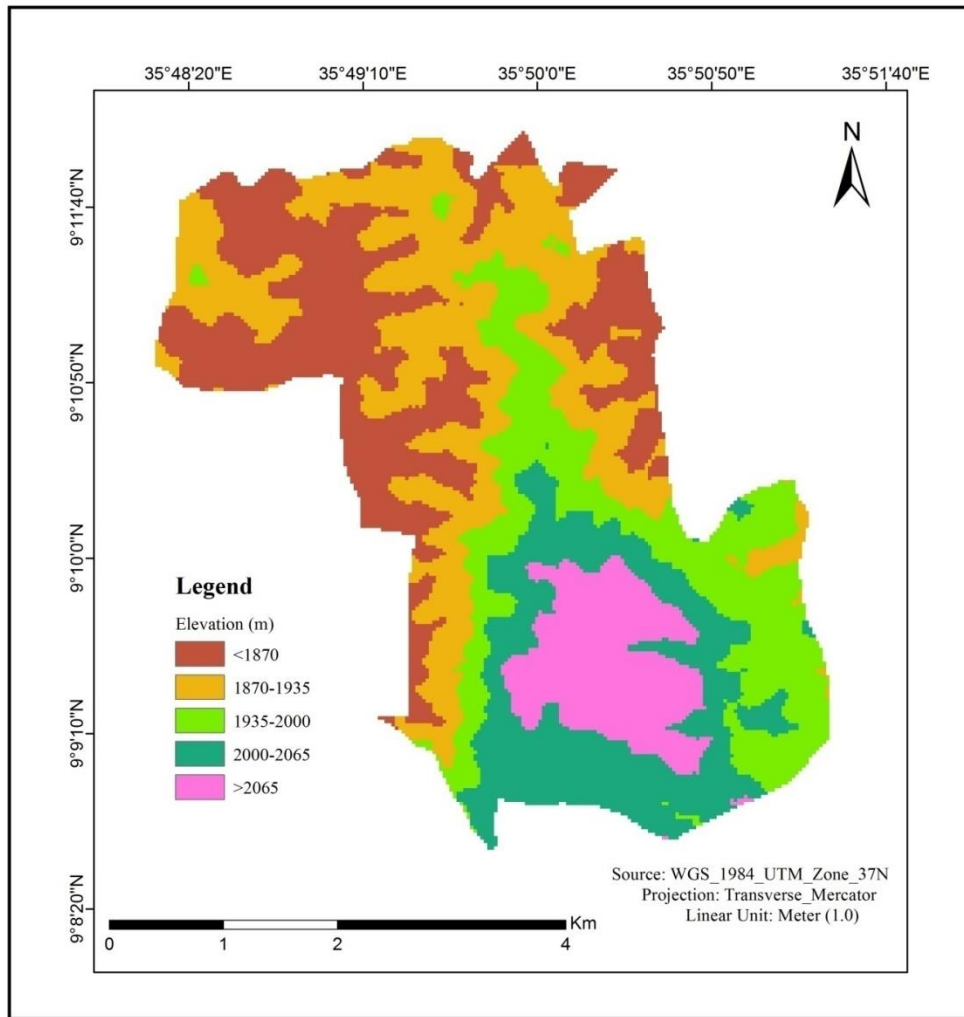 35°48'20"E 35°49'10"E 35°50'0"E 35°50'50"E 35°51'40"E
N
9°11'40"N
9°10'50"N
9°10'0"N
9°9'10"N
9°8'20"N
Legend
Elevation (m)
<1870
1870-1935
1935-2000
2000-2065
>2065
Source: WGS_1984_UTM_Zone_37N
Projection: Transverse_Mercator
Linear Unit: Meter (1.0)
Km
0 1 2 4